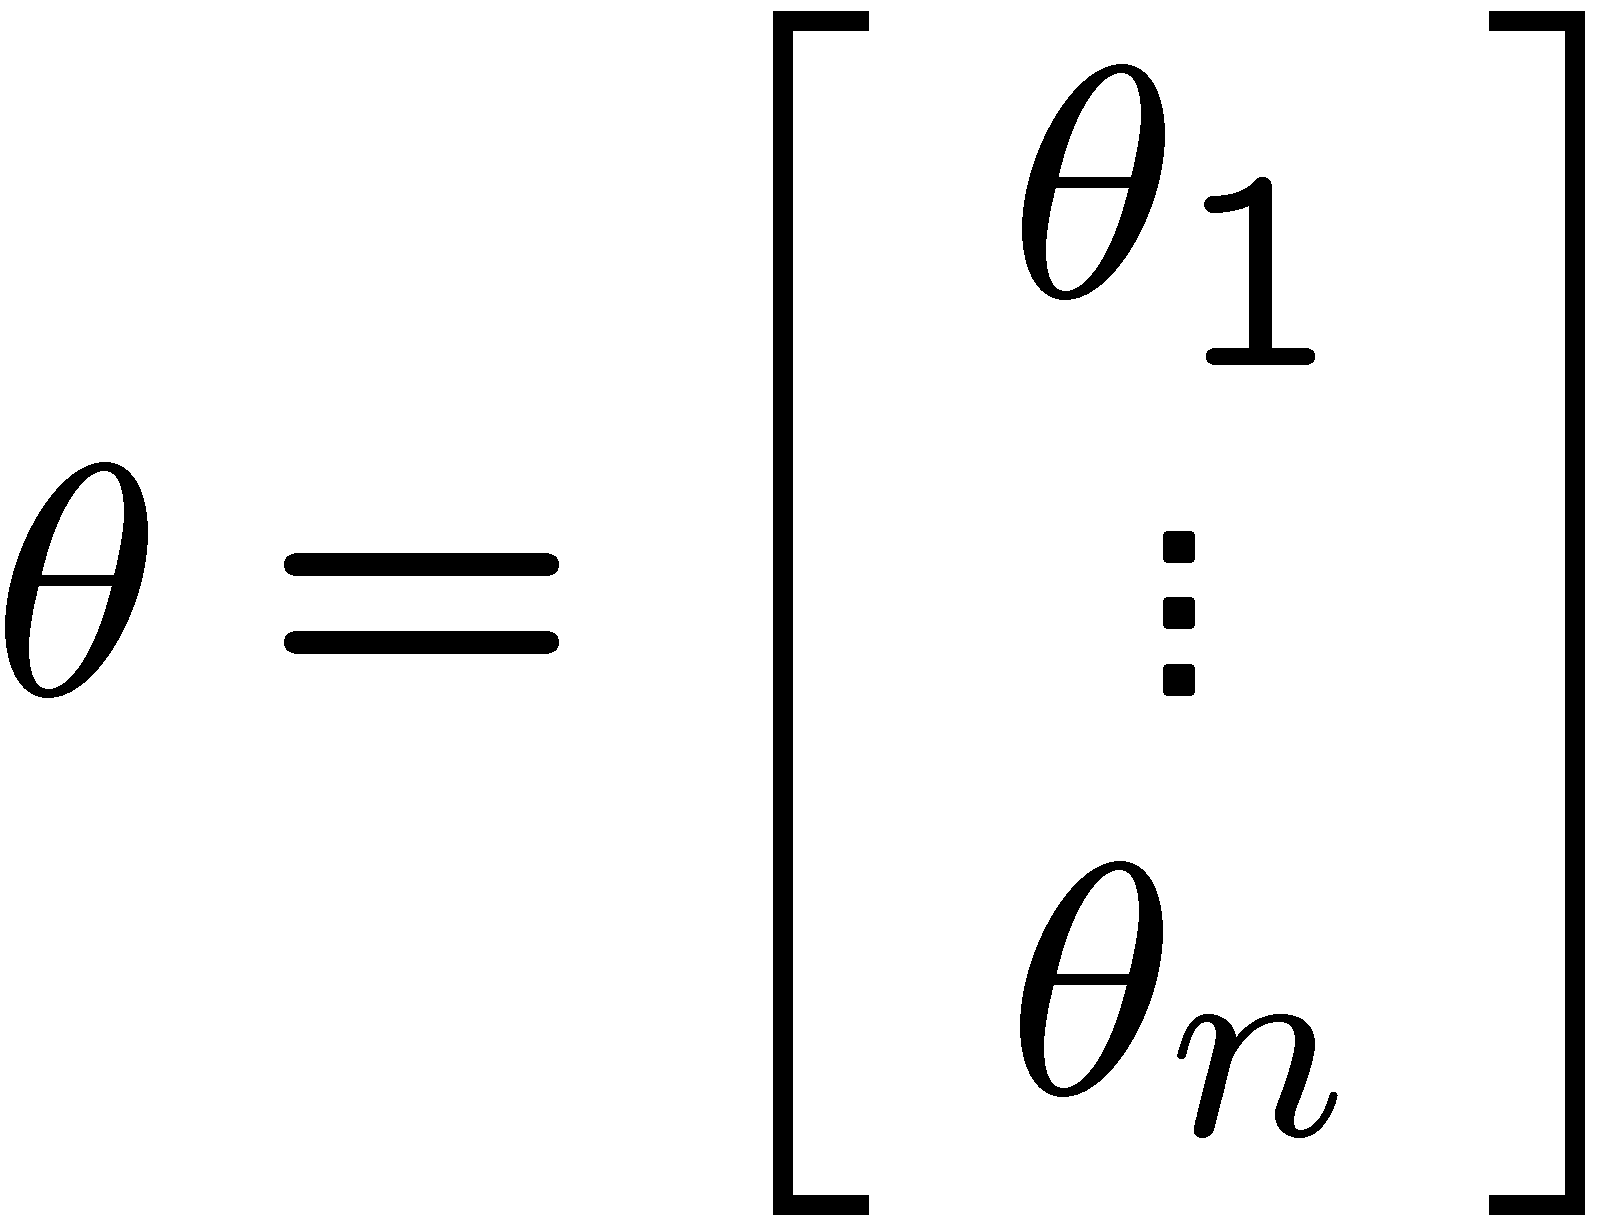 θ = [ θ₁
⋮
θₙ ]